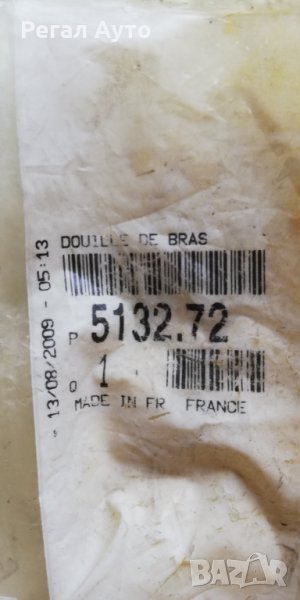 Регал Ауто
DOUILLE DE BRAS
P 5132.72
Q 1
MADE IN FR FRANCE
13/08/2009 - 05:13
BAZAR